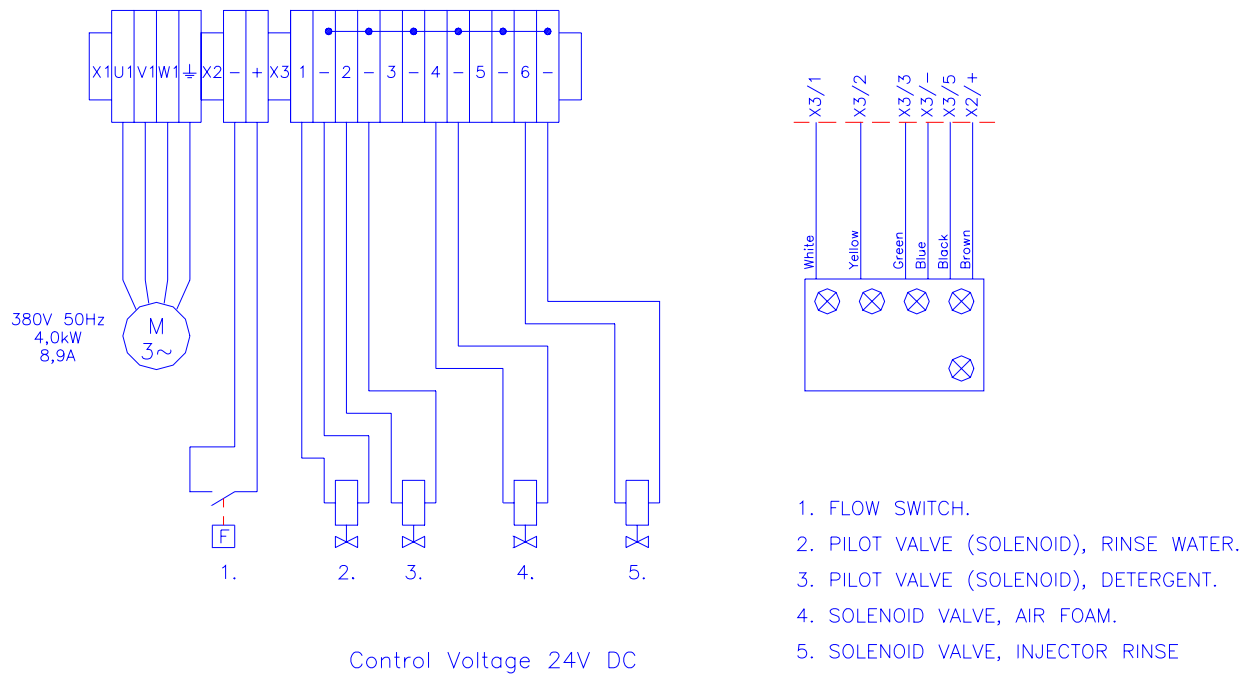 X1 U1 V1 W1 X2 - + X3 1 - 2 - 3 - 4 - 5 - 6 -
X3/1 X3/2 X3/3 X3/- X3/5 X2/+
White Yellow Green Blue Black Brown
380V 50Hz
4,0kW
8,9A
M
3~
F
1. 2. 3. 4. 5.
1. FLOW SWITCH.
2. PILOT VALVE (SOLENOID), RINSE WATER.
3. PILOT VALVE (SOLENOID), DETERGENT.
4. SOLENOID VALVE, AIR FOAM.
5. SOLENOID VALVE, INJECTOR RINSE
Control Voltage 24V DC